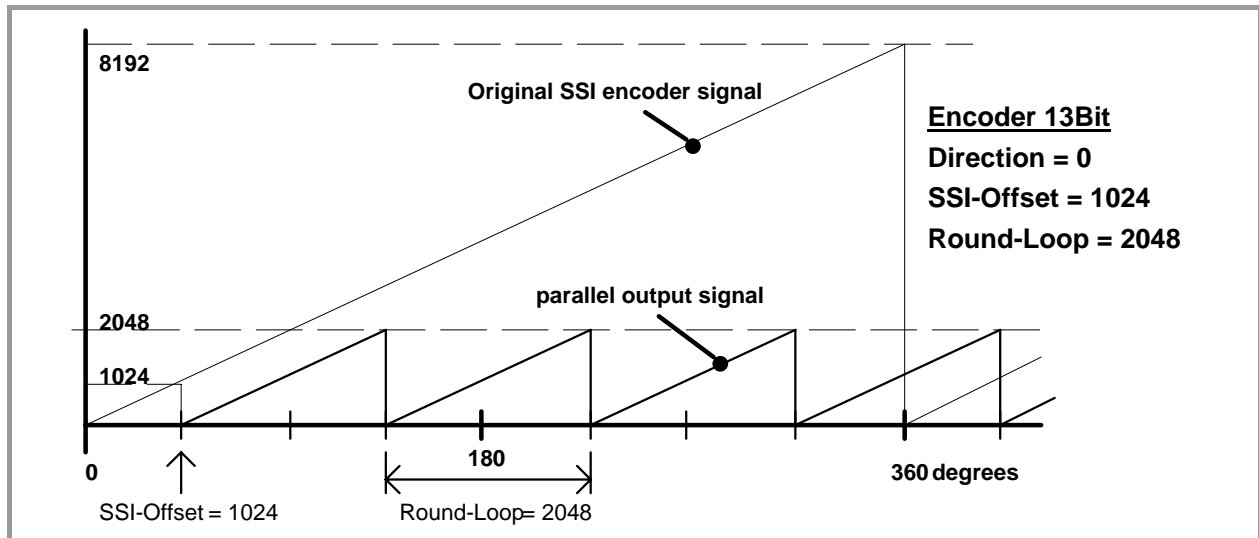 8192
Original SSI encoder signal
Encoder 13Bit
Direction = 0
SSI-Offset = 1024
Round-Loop = 2048
parallel output signal
2048
1024
0
180
360 degrees
SSI-Offset = 1024
Round-Loop= 2048